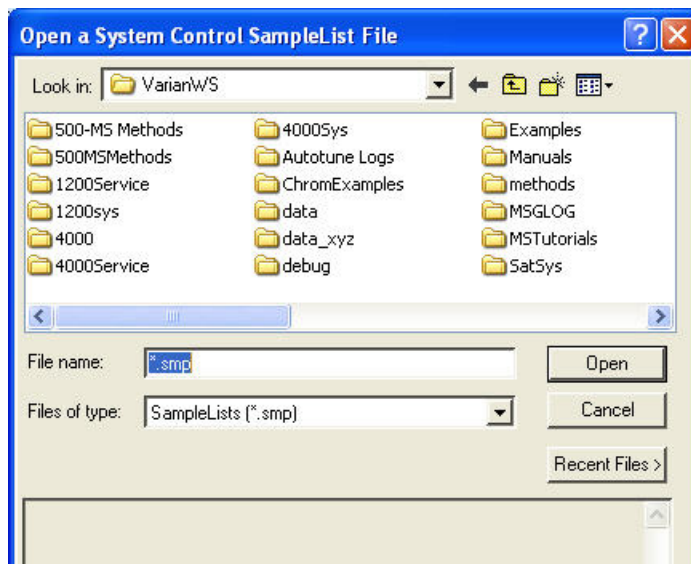 Open a System Control SampleList File
Look in: VarianWS
500-MS Methods 4000Sys Examples
500MSMethods Autotune Logs Manuals
1200Service ChromExamples methods
1200sys data MSGLOG
4000 data_xyz MSTutorials
4000Service debug SatSys
File name: *.smp Open
Files of type: SampleLists (*.smp) Cancel
Recent Files >